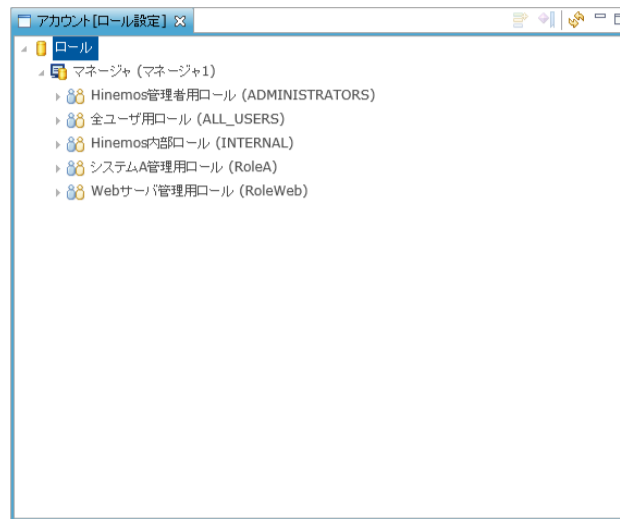 アカウント[ロール設定]
ロール
マネージャ (マネージャ1)
Hinemos管理者用ロール (ADMINISTRATORS)
全ユーザ用ロール (ALL_USERS)
Hinemos内部ロール (INTERNAL)
システムA管理用ロール (RoleA)
Webサーバ管理用ロール (RoleWeb)